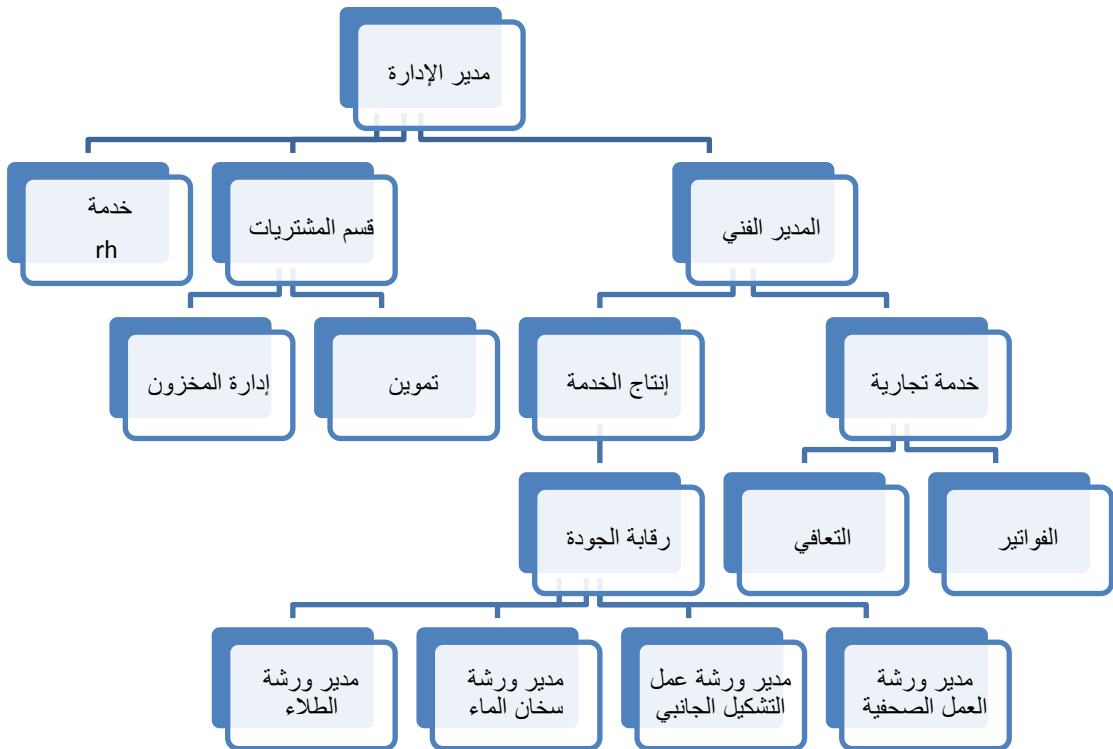 مدير الإدارة
المدير الفني
قسم المشتريات
خدمة
rh
خدمة تجارية
إنتاج الخدمة
تموين
إدارة المخزون
الفواتير
التعافي
رقابة الجودة
مدير ورشة
العمل الصحفية
مدير ورشة عمل
التشكيل الجانبي
مدير ورشة
سخان الماء
مدير ورشة
الطلاء